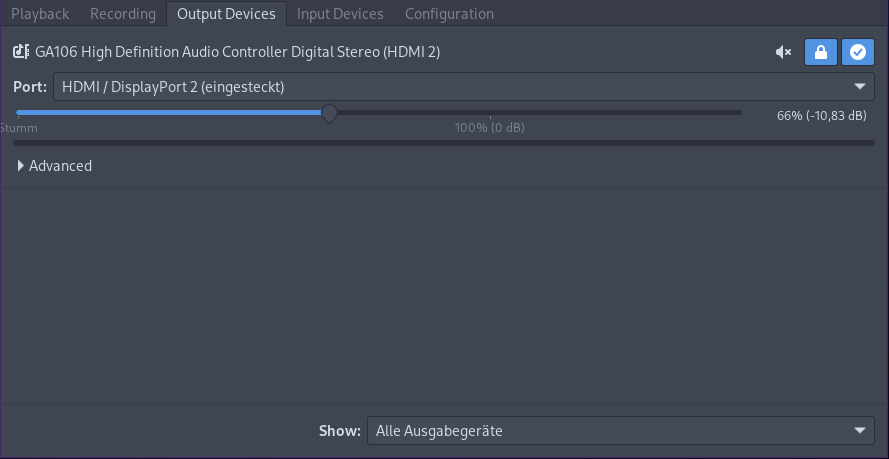 Playback Recording Output Devices Input Devices Configuration
GA106 High Definition Audio Controller Digital Stereo (HDMI 2)
Port: HDMI / DisplayPort 2 (eingesteckt)
66% (-10,83 dB)
Stumm 100% (0 dB)
Advanced
Show: Alle Ausgabegeräte